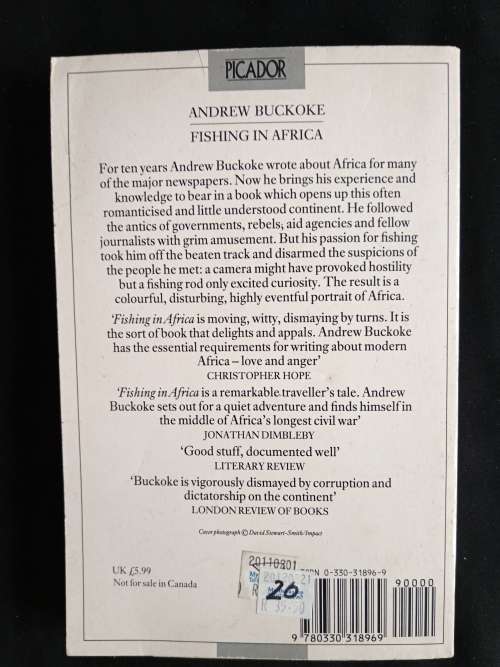 PICADOR
ANDREW BUCKOKE
FISHING IN AFRICA
For ten years Andrew Buckoke wrote about Africa for many
of the major newspapers. Now he brings his experience and
knowledge to bear in a book which opens up this often
romanticised and little understood continent. He followed
the antics of governments, rebels, aid agencies and fellow
journalists with grim amusement. But his passion for fishing
took him off the beaten track and disarmed the suspicions of
the people he met: a camera might have provoked hostility
but a fishing rod only excited curiosity. The result is a
colourful, disturbing, highly eventful portrait of Africa.
'Fishing in Africa is moving, witty, dismaying by turns. It is
the sort of book that delights and appals. Andrew Buckoke
has the essential requirements for writing about modern
Africa – love and anger'
CHRISTOPHER HOPE
'Fishing in Africa is a remarkable traveller's tale. Andrew
Buckoke sets out for a quiet adventure and finds himself in
the middle of Africa's longest civil war'
JONATHAN DIMBLEBY
'Good stuff, documented well'
LITERARY REVIEW
'Buckoke is vigorously dismayed by corruption and
dictatorship on the continent'
LONDON REVIEW OF BOOKS
Cover photograph © David Stewart-Smith/Impact
UK £5.99
Not for sale in Canada
20110801
20
ISBN 0-330-31896-9
90000
9 780330 318969